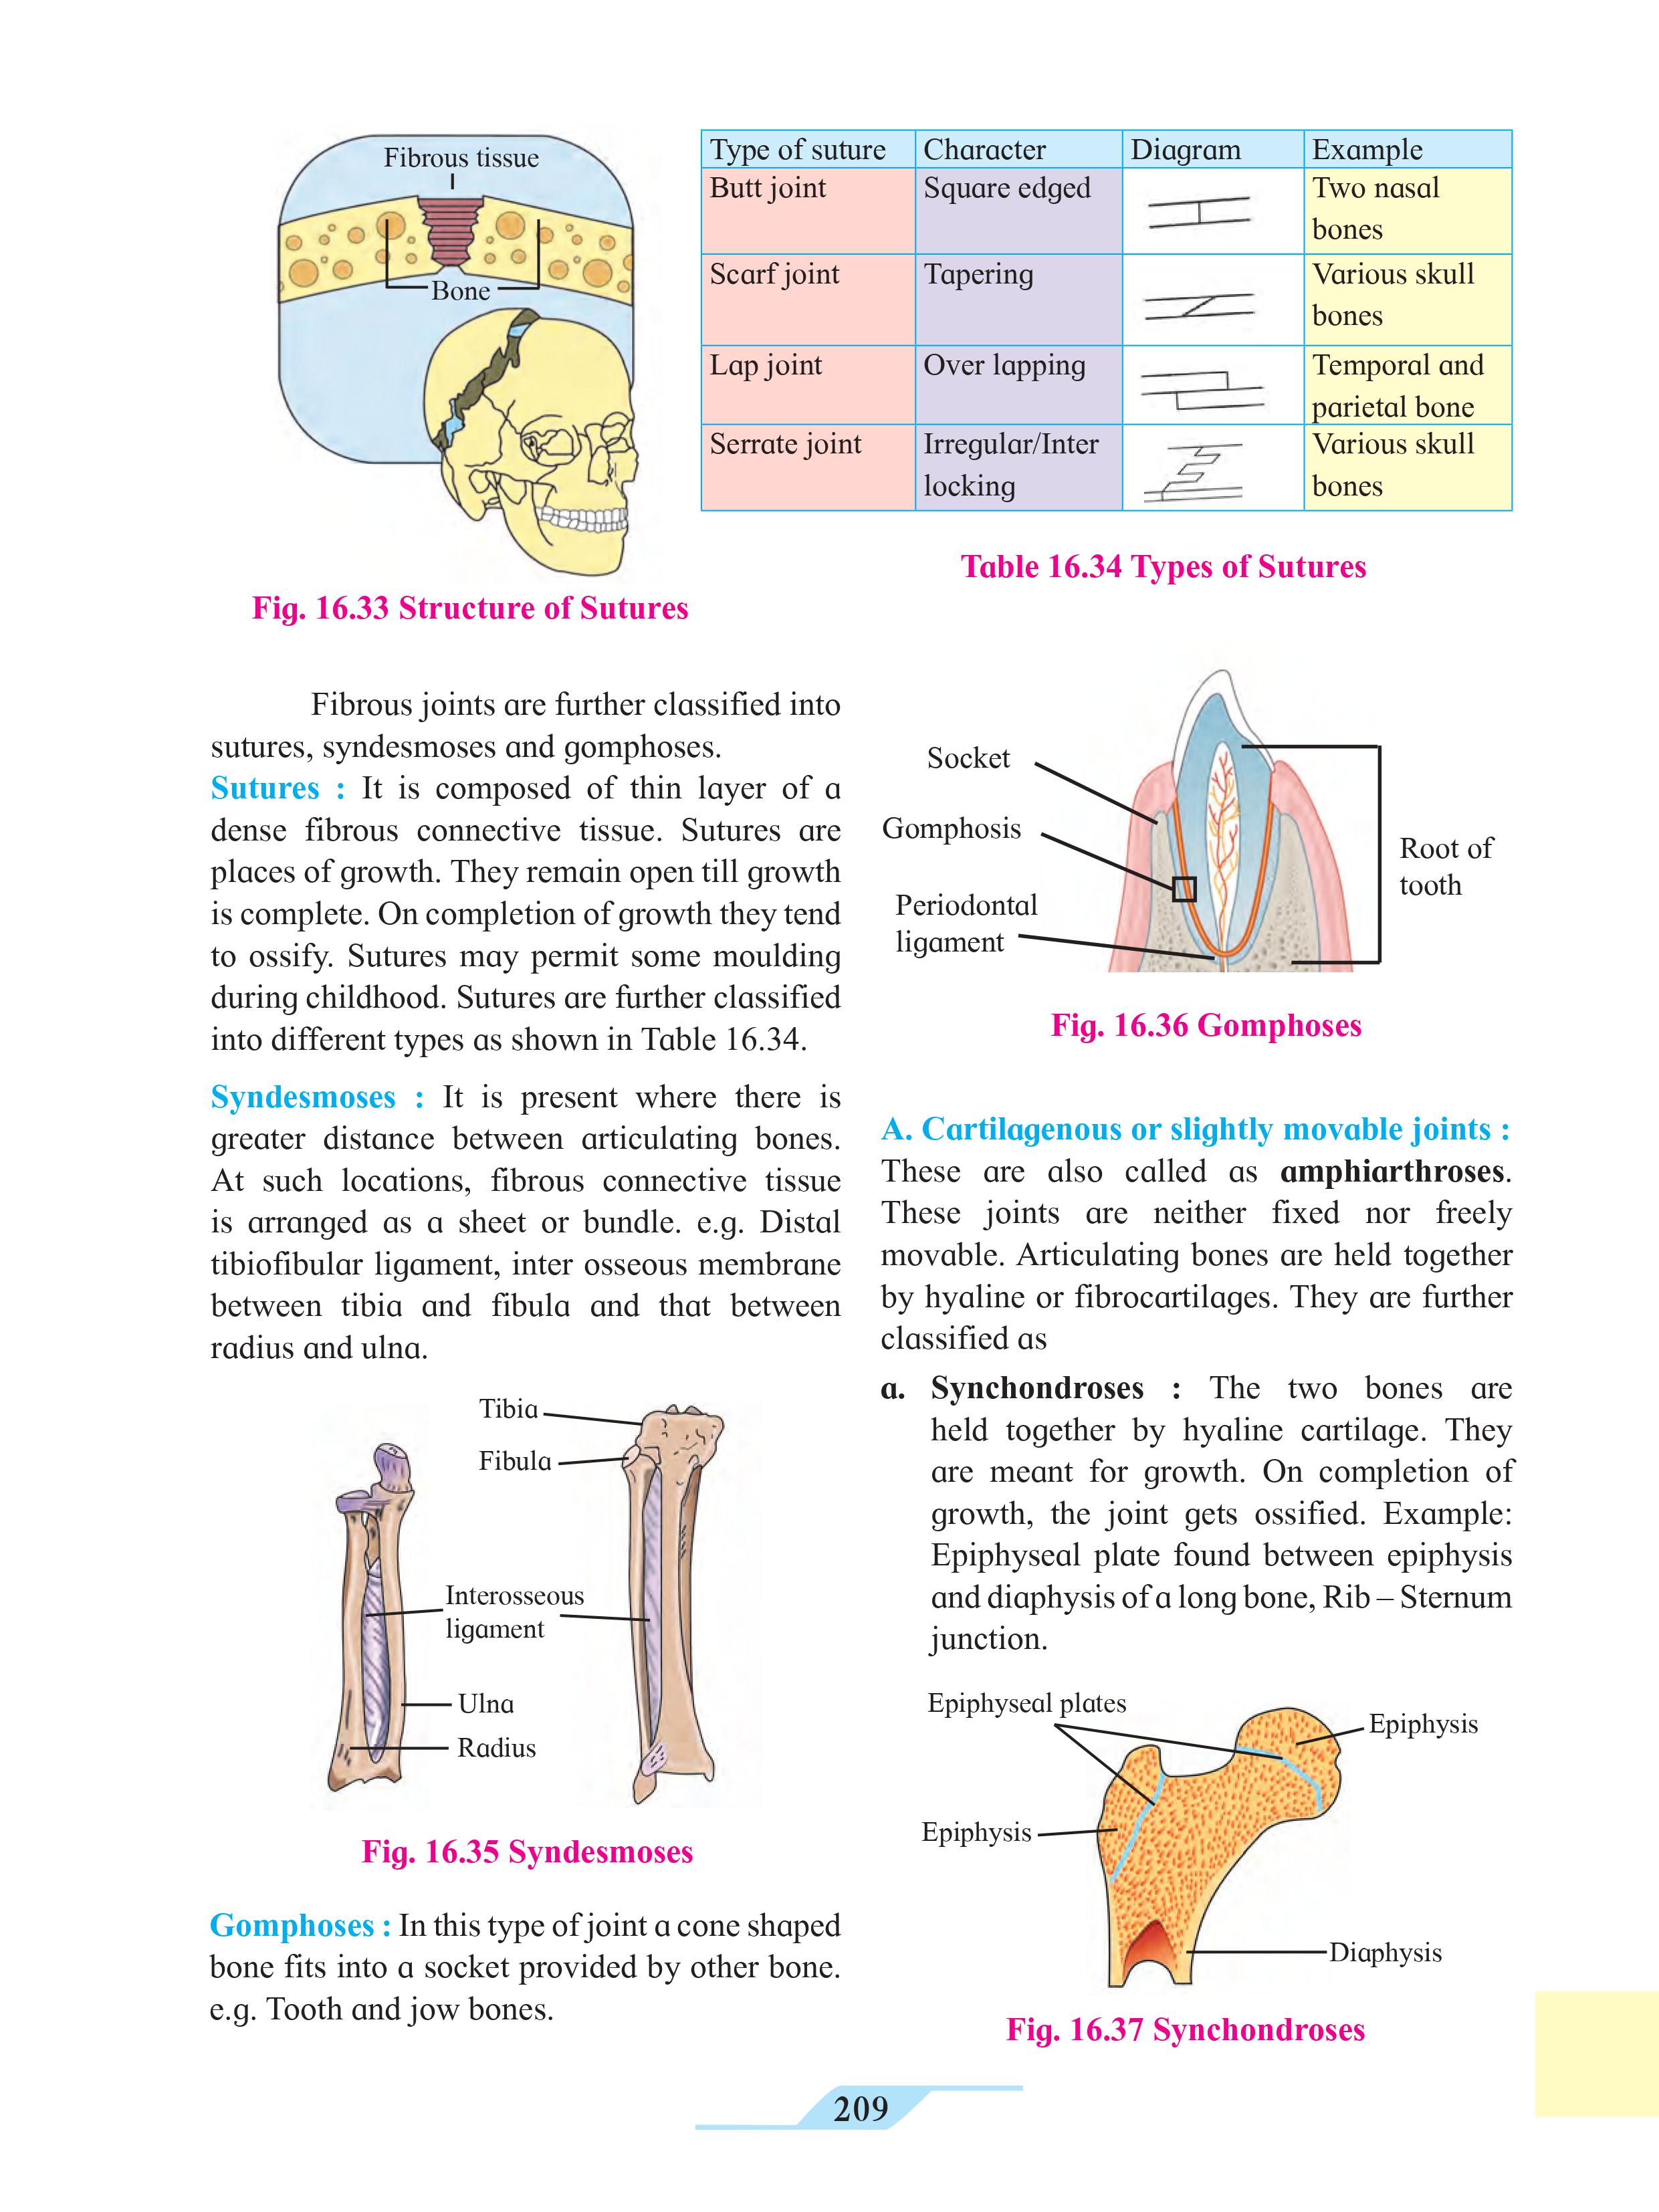 Fibrous tissue
Bone
Fig. 16.33 Structure of Sutures
Type of suture Character Diagram Example
Butt joint Square edged Two nasal
bones
Scarf joint Tapering Various skull
bones
Lap joint Over lapping Temporal and
parietal bone
Serrate joint Irregular/Inter Various skull
locking bones
Table 16.34 Types of Sutures
Fibrous joints are further classified into
sutures, syndesmoses and gomphoses.
Sutures : It is composed of thin layer of a
dense fibrous connective tissue. Sutures are
places of growth. They remain open till growth
is complete. On completion of growth they tend
to ossify. Sutures may permit some moulding
during childhood. Sutures are further classified
into different types as shown in Table 16.34.
Syndesmoses : It is present where there is
greater distance between articulating bones.
At such locations, fibrous connective tissue
is arranged as a sheet or bundle. e.g. Distal
tibiofibular ligament, inter osseous membrane
between tibia and fibula and that between
radius and ulna.
Tibia
Fibula
Interosseous
ligament
Ulna
Radius
Fig. 16.35 Syndesmoses
Gomphoses : In this type of joint a cone shaped
bone fits into a socket provided by other bone.
e.g. Tooth and jow bones.
Socket
Gomphosis
Periodontal
ligament
Root of
tooth
Fig. 16.36 Gomphoses
A. Cartilagenous or slightly movable joints :
These are also called as amphiarthroses.
These joints are neither fixed nor freely
movable. Articulating bones are held together
by hyaline or fibrocartilages. They are further
classified as
a. Synchondroses : The two bones are
held together by hyaline cartilage. They
are meant for growth. On completion of
growth, the joint gets ossified. Example:
Epiphyseal plate found between epiphysis
and diaphysis of a long bone, Rib – Sternum
junction.
Epiphyseal plates
Epiphysis
Epiphysis
Diaphysis
Fig. 16.37 Synchondroses
209